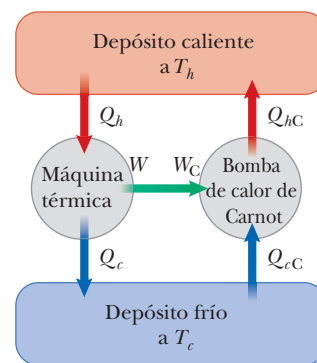 Depósito caliente
a T_h
Q_h
Q_hC
Máquina
térmica
W
W_C
Bomba
de calor de
Carnot
Q_c
Q_cC
Depósito frío
a T_c